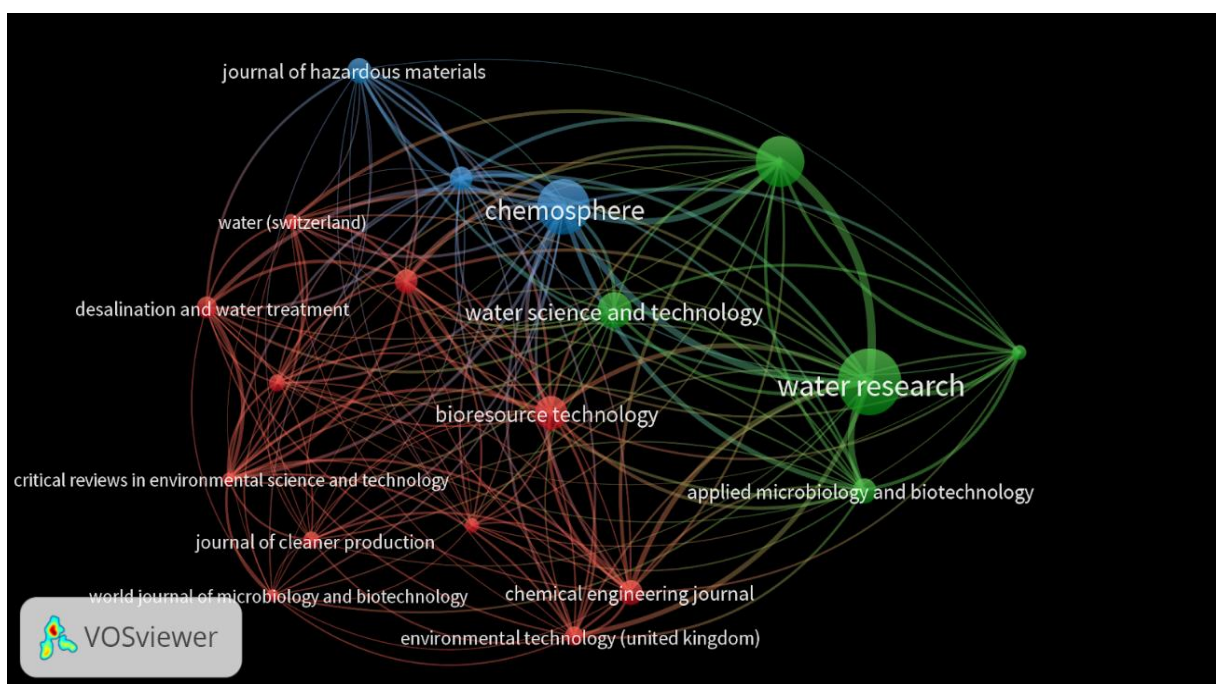 journal of hazardous materials
chemosphere
water (switzerland)
desalination and water treatment
water science and technology
water research
bioresource technology
critical reviews in environmental science and technology
applied microbiology and biotechnology
journal of cleaner production
world journal of microbiology and biotechnology
chemical engineering journal
environmental technology (united kingdom)
VOSviewer